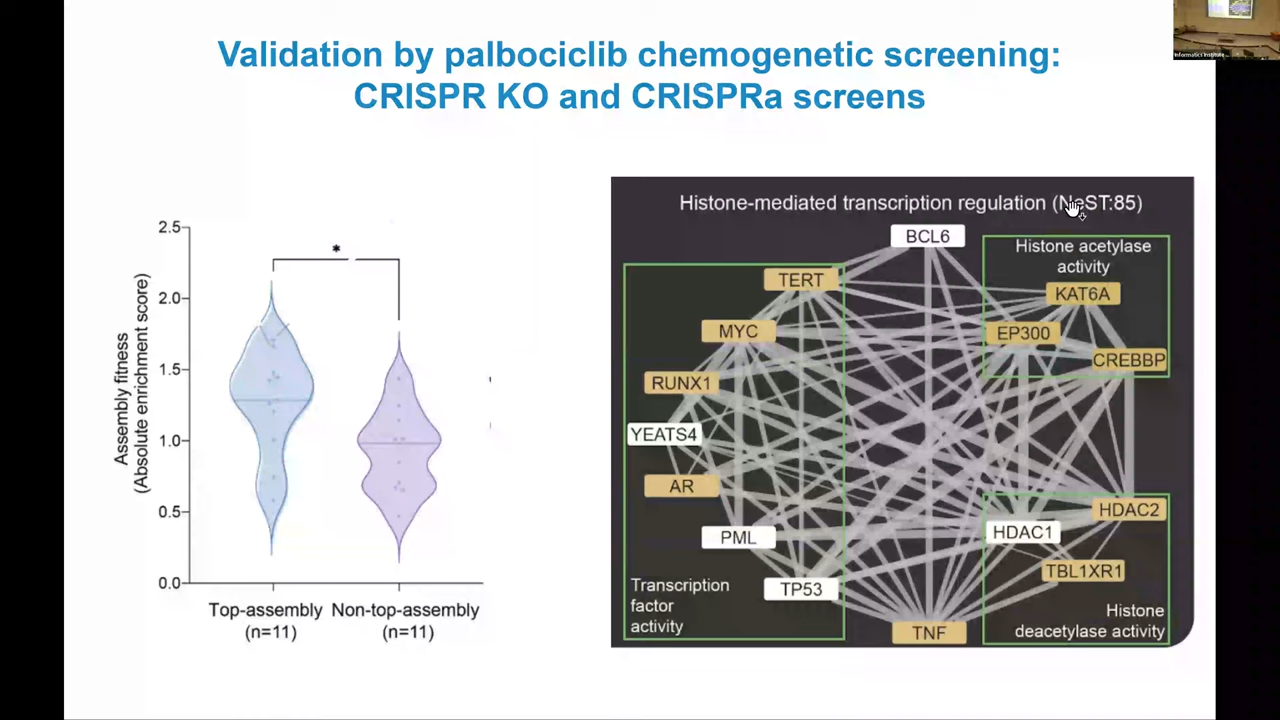 Validation by palbociclib chemogenetic screening:
CRISPR KO and CRISPRa screens
Assembly fitness
(Absolute enrichment score)
2.5
2.0
1.5
1.0
0.5
0.0
*
Top-assembly
(n=11)
Non-top-assembly
(n=11)
Histone-mediated transcription regulation (NeST:85)
BCL6
Histone acetylase
activity
TERT
KAT6A
MYC
EP300
CREBBP
RUNX1
YEATS4
AR
HDAC2
PML
HDAC1
TBL1XR1
TP53
Transcription
factor
activity
Histone
deacetylase activity
TNF
Informatics Institute